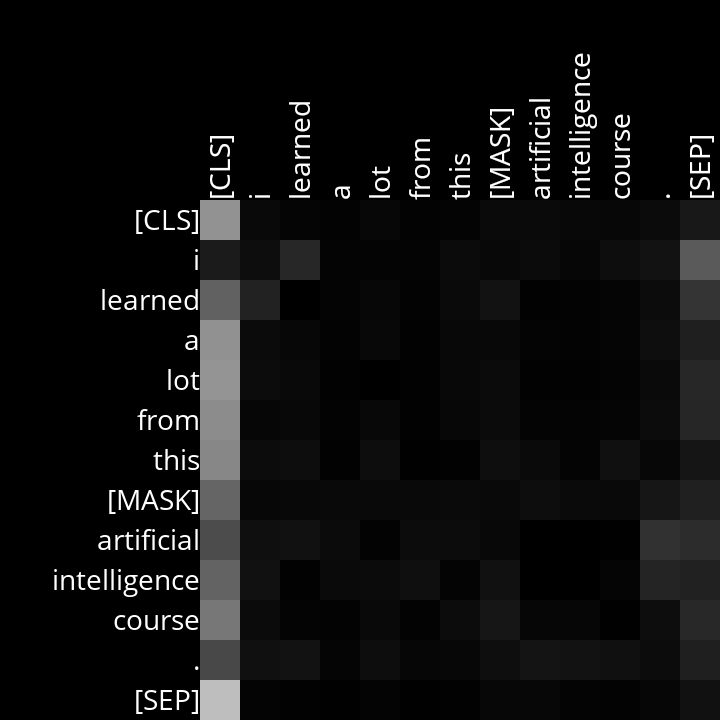 [CLS]
i
learned
a
lot
from
this
[MASK]
artificial
intelligence
course
.
[SEP]
[CLS]
i
learned
a
lot
from
this
[MASK]
artificial
intelligence
course
.
[SEP]